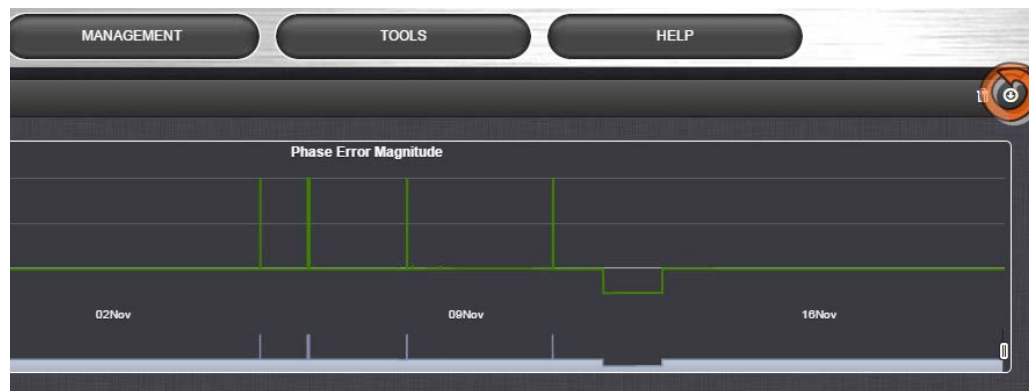 MANAGEMENT TOOLS HELP
Phase Error Magnitude
02Nov 09Nov 16Nov